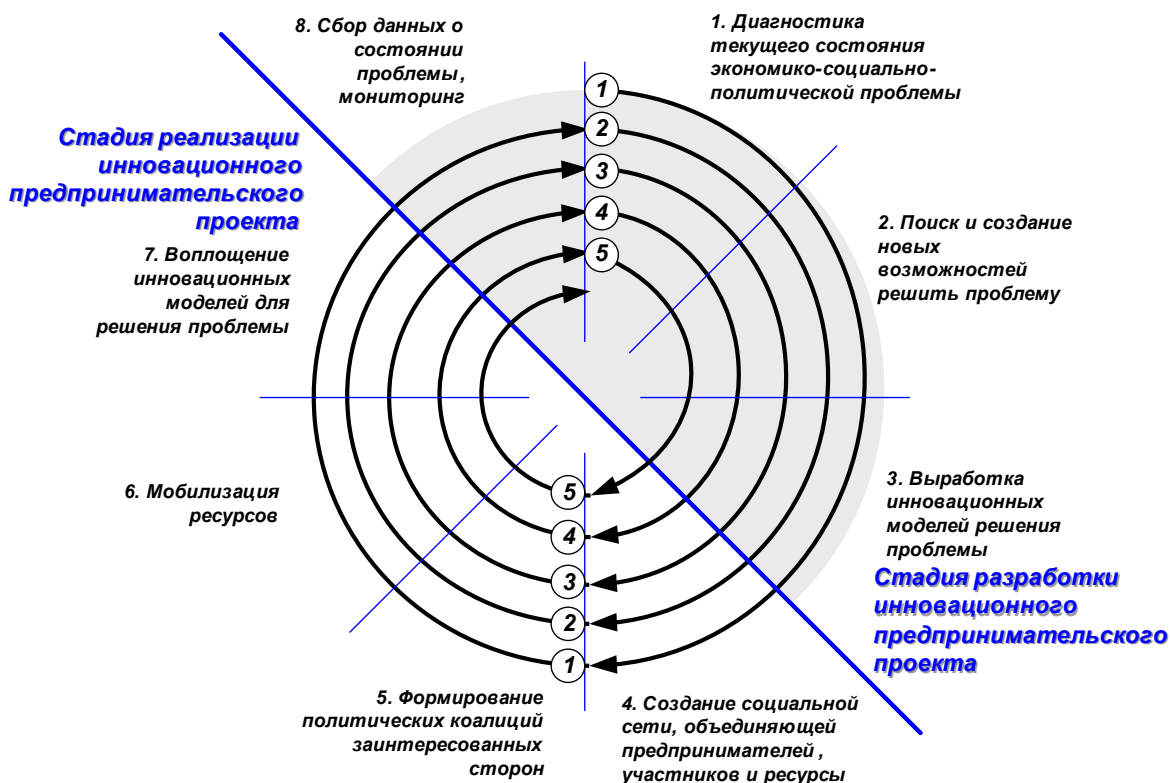 8. Сбор данных о
состоянии
проблемы,
мониторинг
1. Диагностика
текущего состояния
экономико-социально-
политической проблемы
Стадия реализации
инновационного
предпринимательского
проекта
1
2
3
4
5
2. Поиск и создание
новых
возможностей
решить проблему
7. Воплощение
инновационных
моделей для
решения проблемы
6. Мобилизация
ресурсов
3. Выработка
инновационных
моделей решения
проблемы
Стадия разработки
инновационного
предпринимательского
проекта
5
4
3
2
1
5. Формирование
политических коалиций
заинтересованных
сторон
4. Создание социальной
сети, объединяющей
предпринимателей,
участников и ресурсы